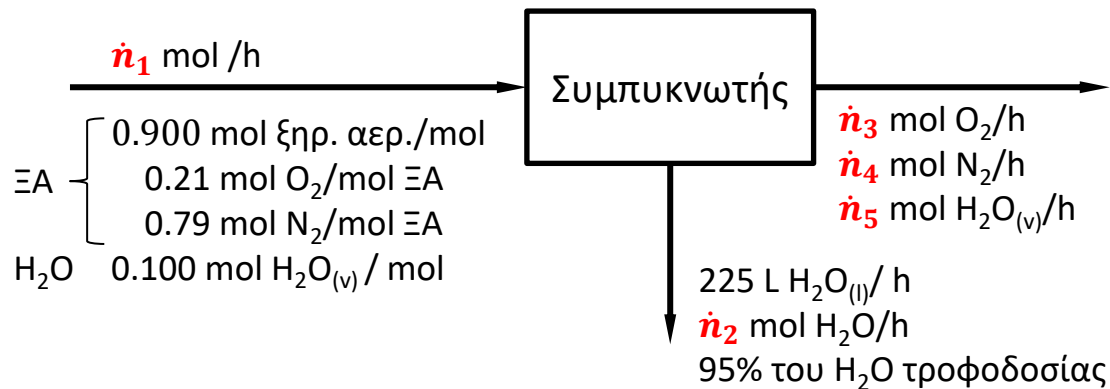 ṅ₁ mol /h
Συμπυκνωτής
0.900 mol ξηρ. αερ./mol
ΞΑ
0.21 mol O₂/mol ΞΑ
0.79 mol N₂/mol ΞΑ
H₂O 0.100 mol H₂O₍ᵥ₎ / mol
ṅ₃ mol O₂/h
ṅ₄ mol N₂/h
ṅ₅ mol H₂O₍ᵥ₎/h
225 L H₂O₍ₗ₎/ h
ṅ₂ mol H₂O/h
95% του H₂O τροφοδοσίας